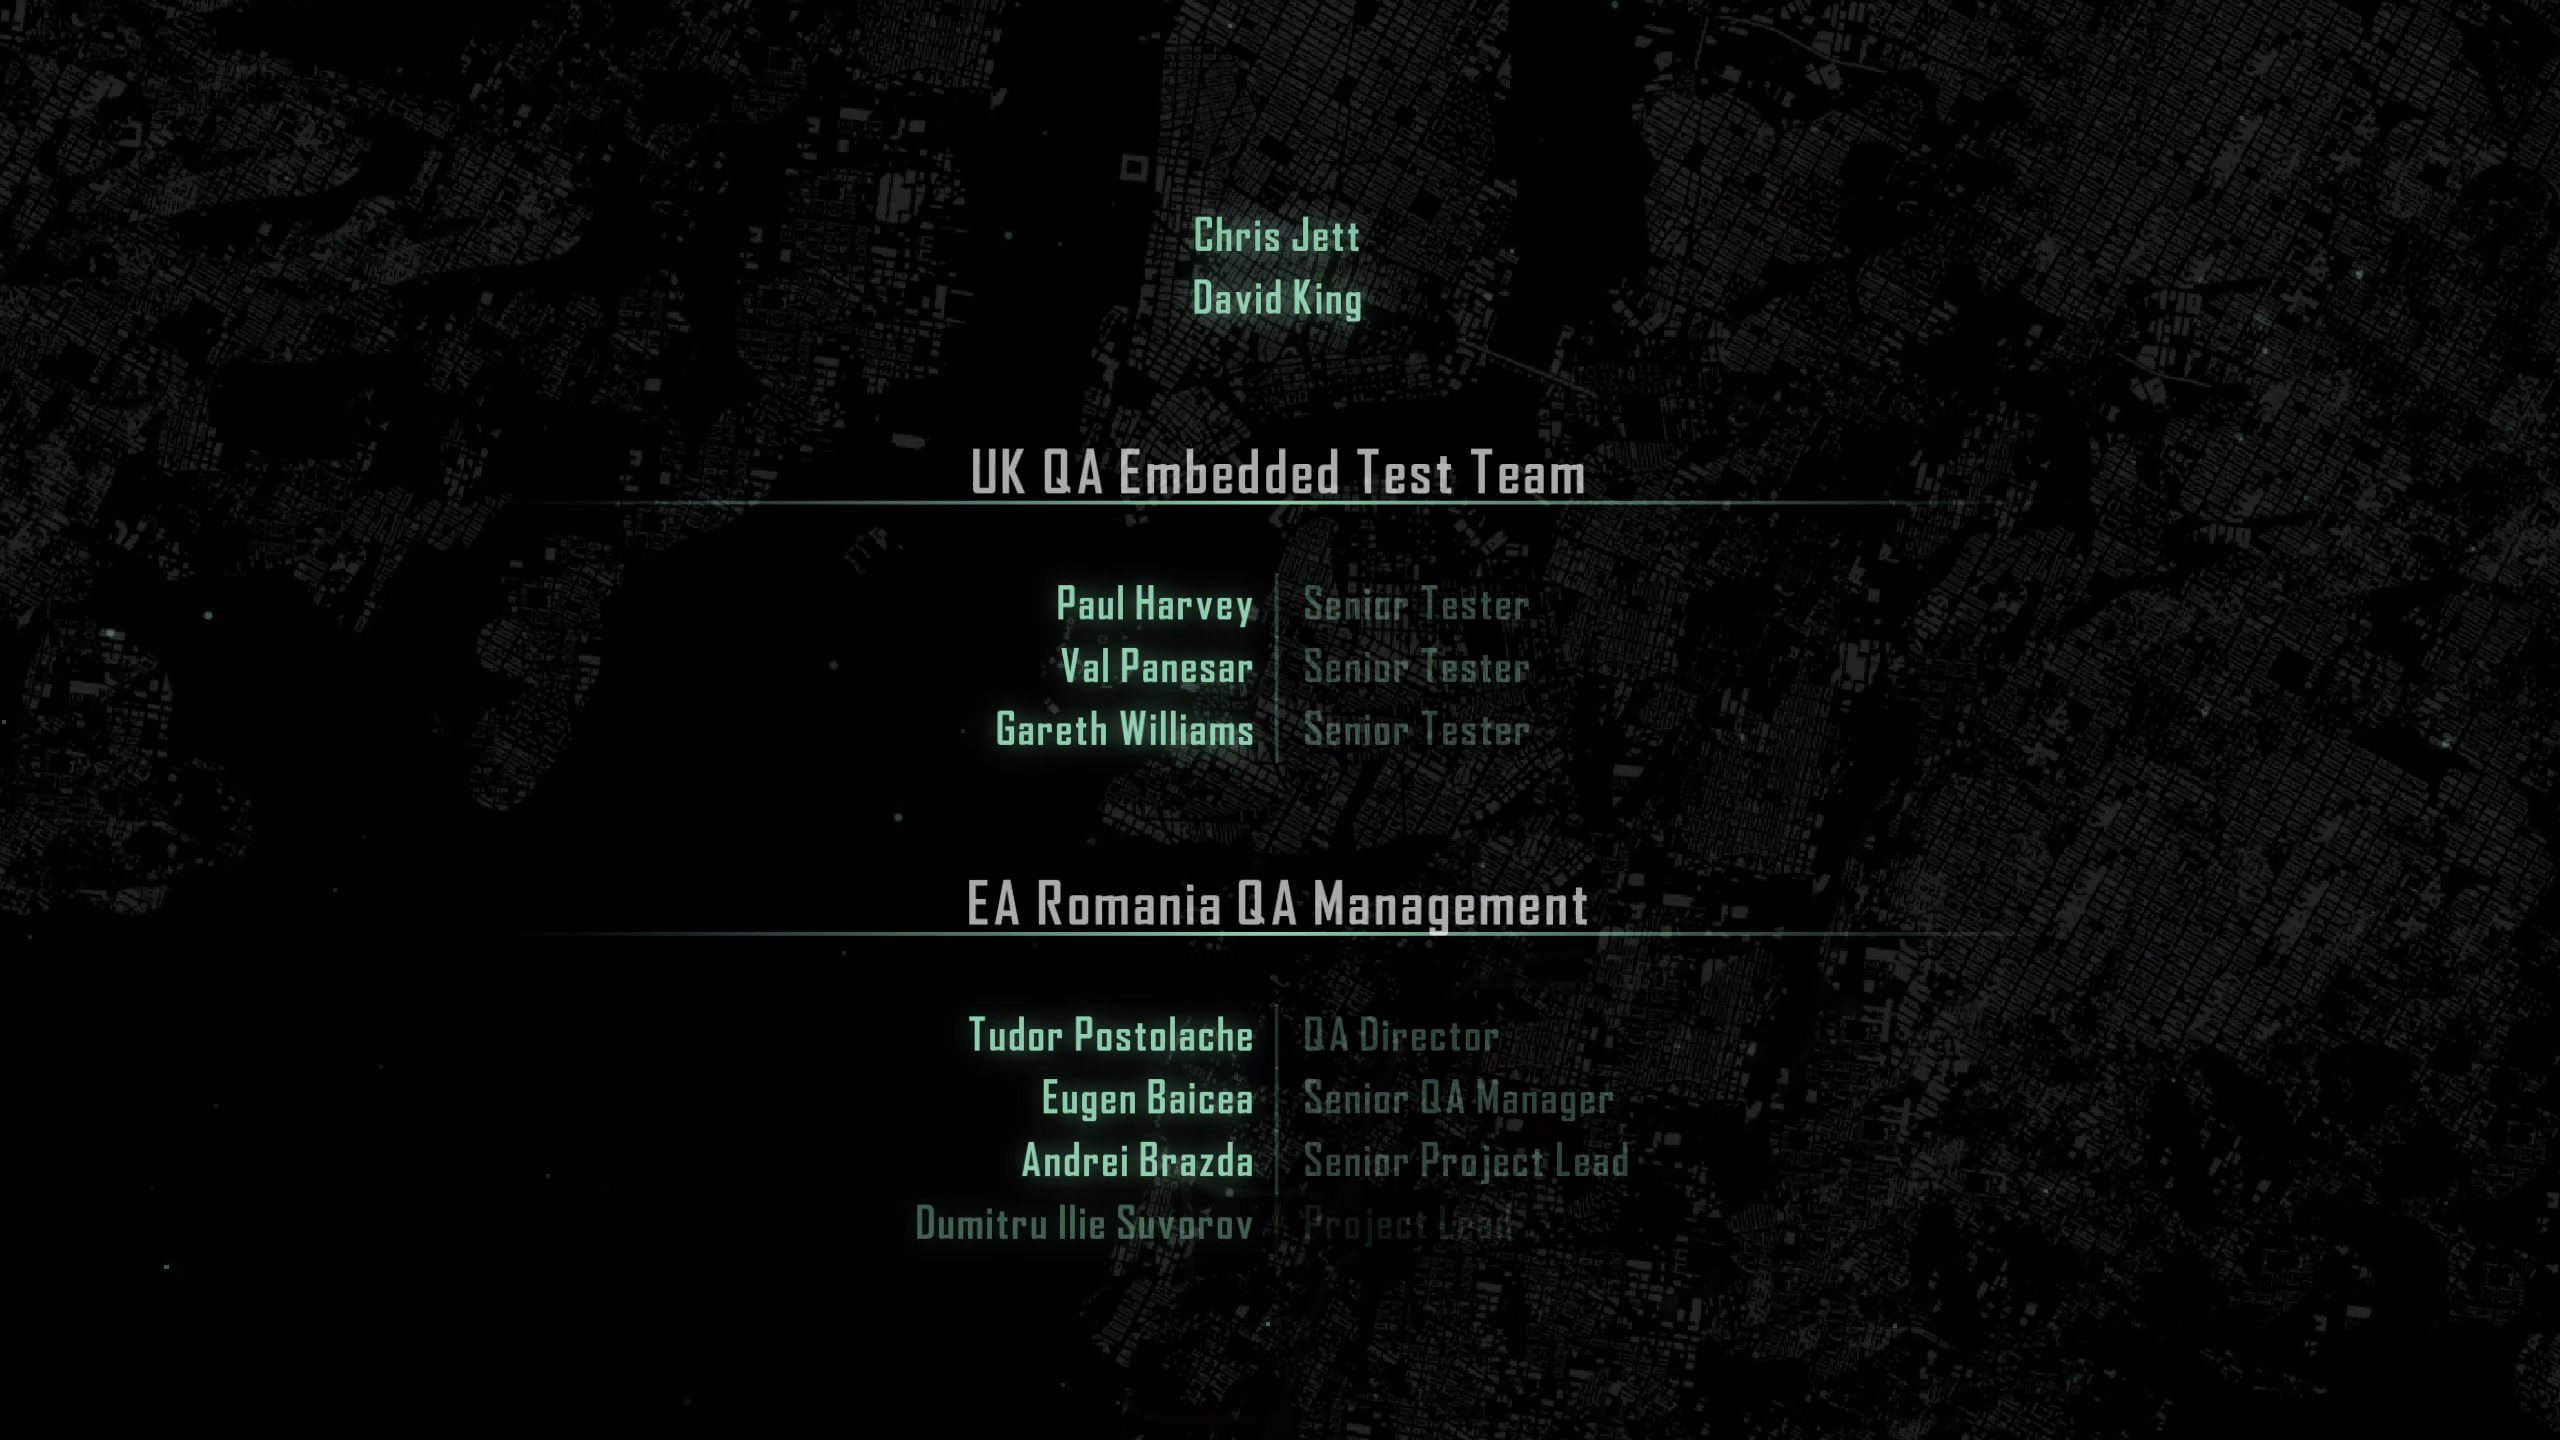 Chris Jett
David King
UK QA Embedded Test Team
Paul Harvey Senior Tester
Val Panesar Senior Tester
Gareth Williams Senior Tester
EA Romania QA Management
Tudor Postolache QA Director
Eugen Baicea Senior QA Manager
Andrei Brazda Senior Project Lead
Dumitru Ilie Suvorov Project Lead